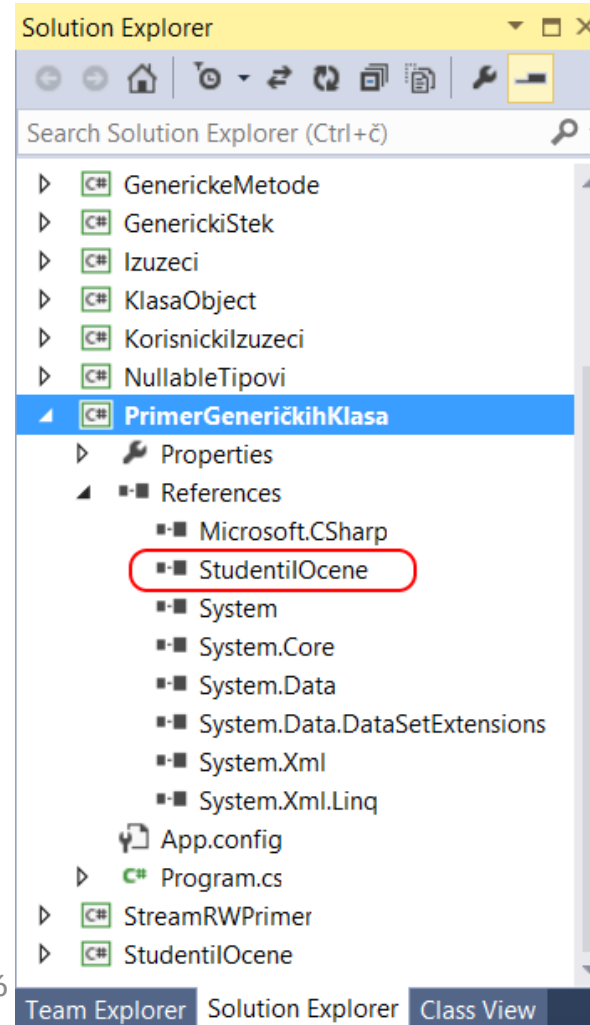 Solution Explorer
Search Solution Explorer (Ctrl+č)
C# GenerickeMetode
C# GenerickiStek
C# Izuzeci
C# KlasaObject
C# KorisnickiIzuzeci
C# NullableTipovi
C# PrimerGeneričkihKlasa
Properties
References
Microsoft.CSharp
StudentiIOcene
System
System.Core
System.Data
System.Data.DataSetExtensions
System.Xml
System.Xml.Linq
App.config
C# Program.cs
C# StreamRWPrimer
C# StudentiIOcene
Team Explorer Solution Explorer Class View